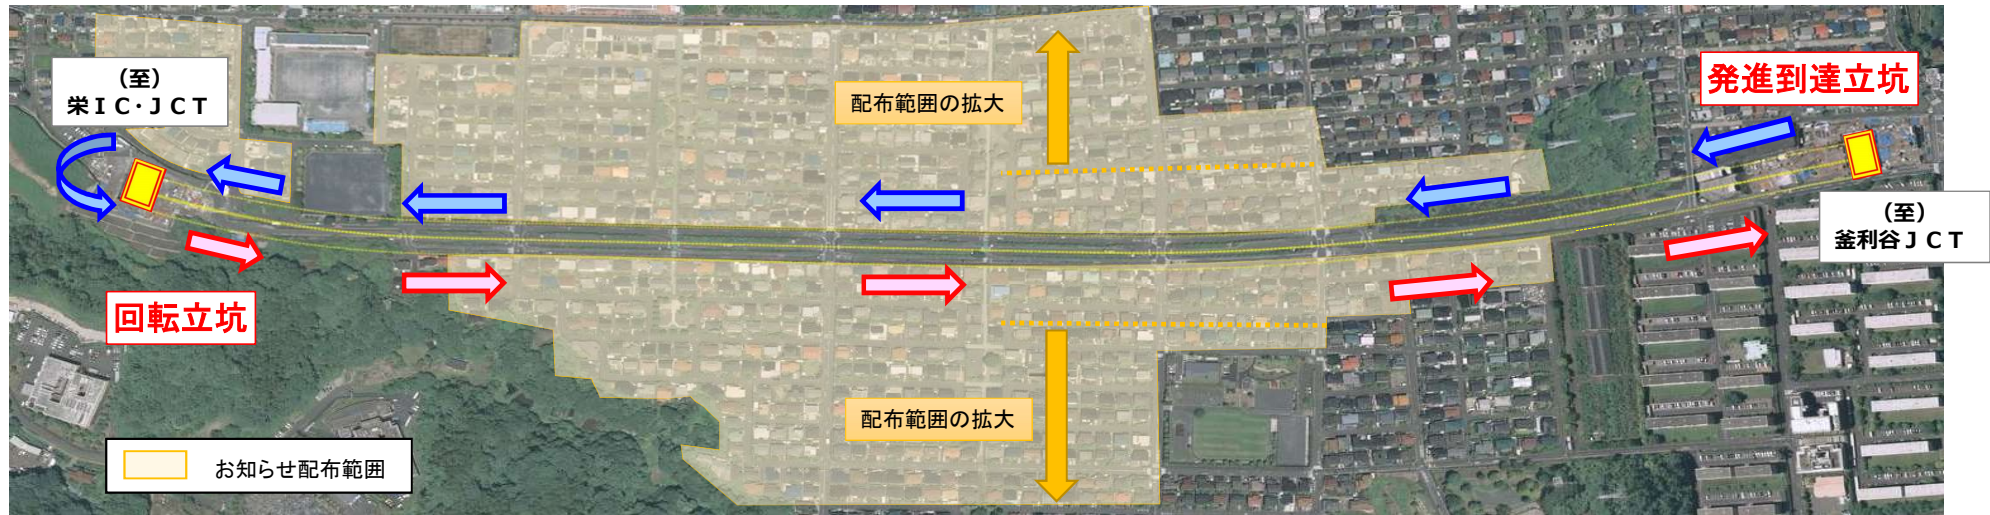 (至)
栄IC・JCT
配布範囲の拡大
発進到達立坑
(至)
釜利谷JCT
回転立坑
配布範囲の拡大
お知らせ配布範囲